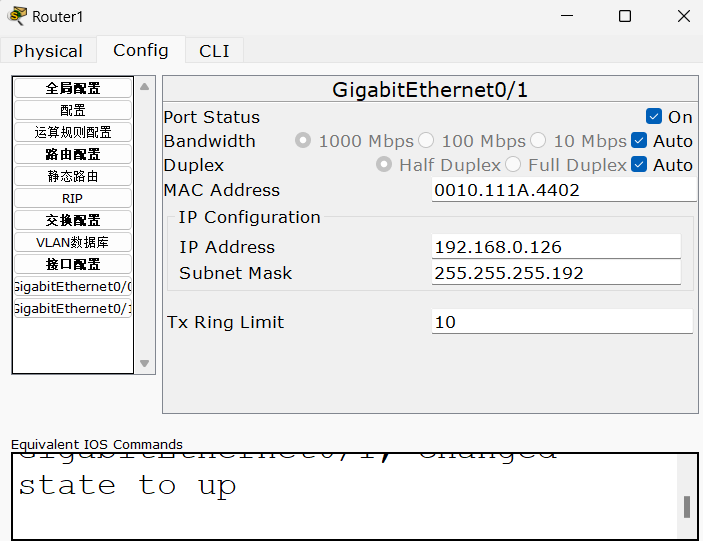 Router1
Physical Config CLI
全局配置
配置
运算规则配置
路由配置
静态路由
RIP
交换配置
VLAN数据库
接口配置
GigabitEthernet0/0
GigabitEthernet0/1
GigabitEthernet0/1
Port Status On
Bandwidth 1000 Mbps 100 Mbps 10 Mbps Auto
Duplex Half Duplex Full Duplex Auto
MAC Address 0010.111A.4402
IP Configuration
IP Address 192.168.0.126
Subnet Mask 255.255.255.192
Tx Ring Limit 10
Equivalent IOS Commands
GigabitEthernet0/1, changed
state to up